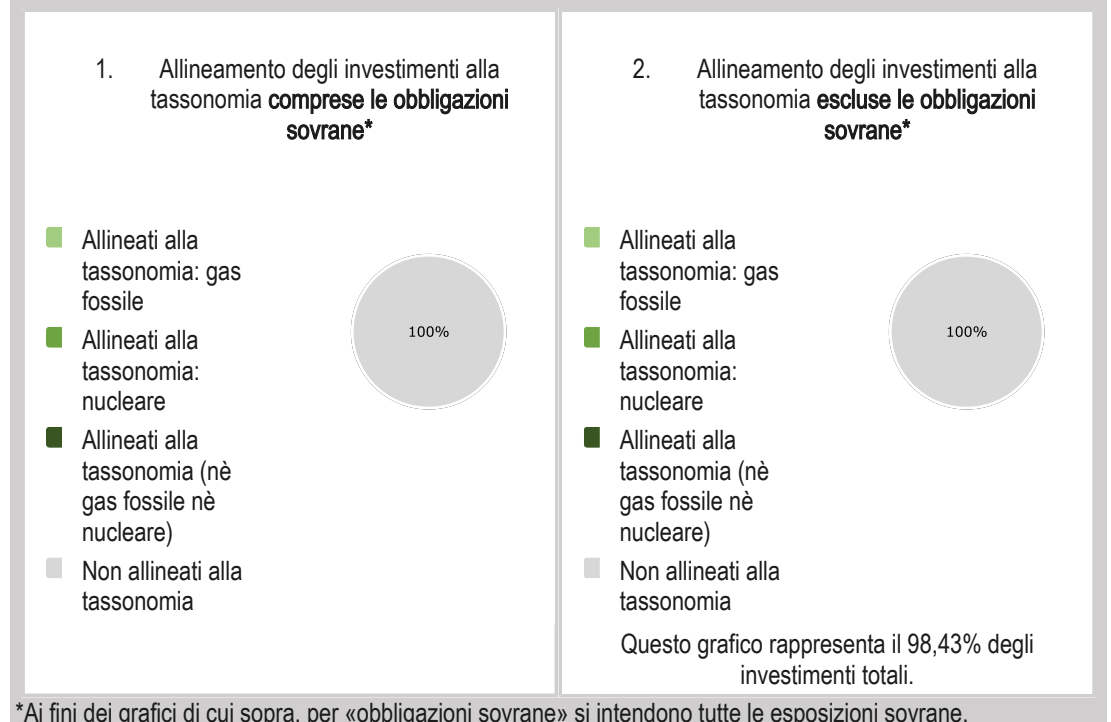 1. Allineamento degli investimenti alla
tassonomia comprese le obbligazioni
sovrane*
Allineati alla
tassonomia: gas
fossile
Allineati alla
tassonomia:
nucleare
Allineati alla
tassonomia (nè
gas fossile nè
nucleare)
Non allineati alla
tassonomia
100%
2. Allineamento degli investimenti alla
tassonomia escluse le obbligazioni
sovrane*
Allineati alla
tassonomia: gas
fossile
Allineati alla
tassonomia:
nucleare
Allineati alla
tassonomia (nè
gas fossile nè
nucleare)
Non allineati alla
tassonomia
100%
Questo grafico rappresenta il 98,43% degli
investimenti totali.
*Ai fini dei grafici di cui sopra, per «obbligazioni sovrane» si intendono tutte le esposizioni sovrane.